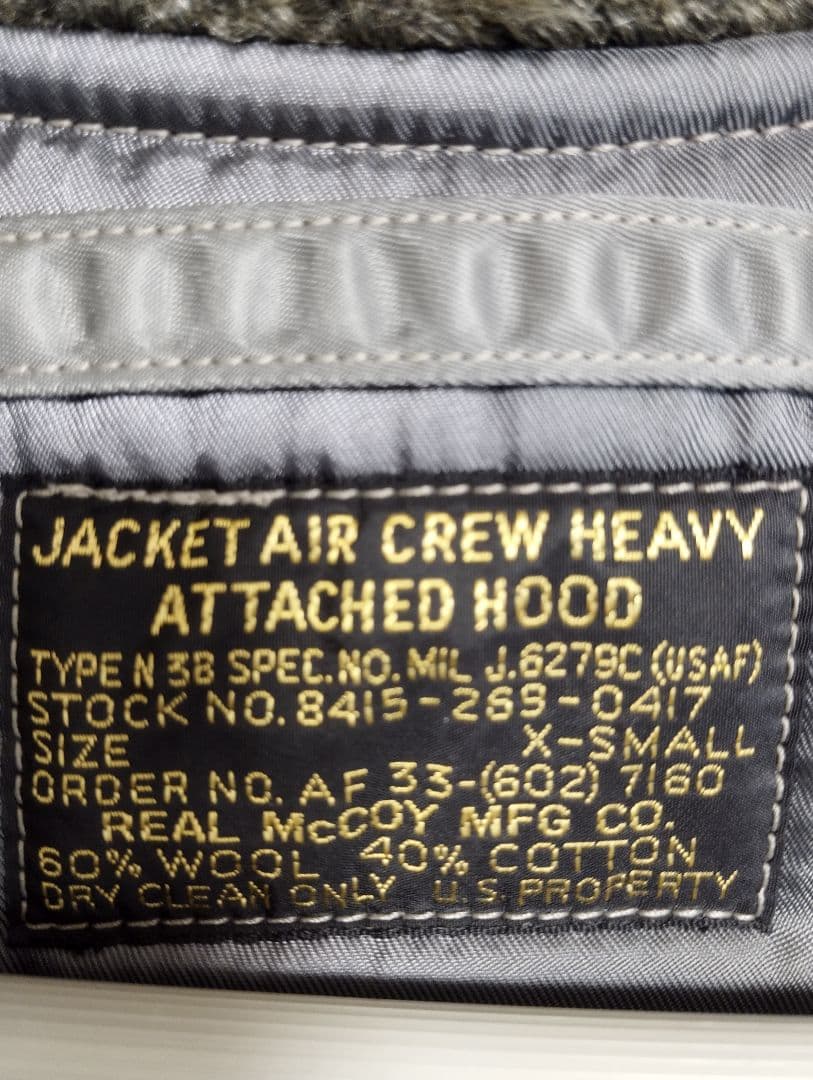 JACKET AIR CREW HEAVY
ATTACHED HOOD
TYPE N 3B SPEC.NO. MIL J.6279C (USAF)
STOCK NO. 8415-269-0417
SIZE X-SMALL
ORDER NO. AF 33-(602) 7160
REAL McCOY MFG CO.
60% WOOL 40% COTTON
DRY CLEAN ONLY U.S. PROPERTY